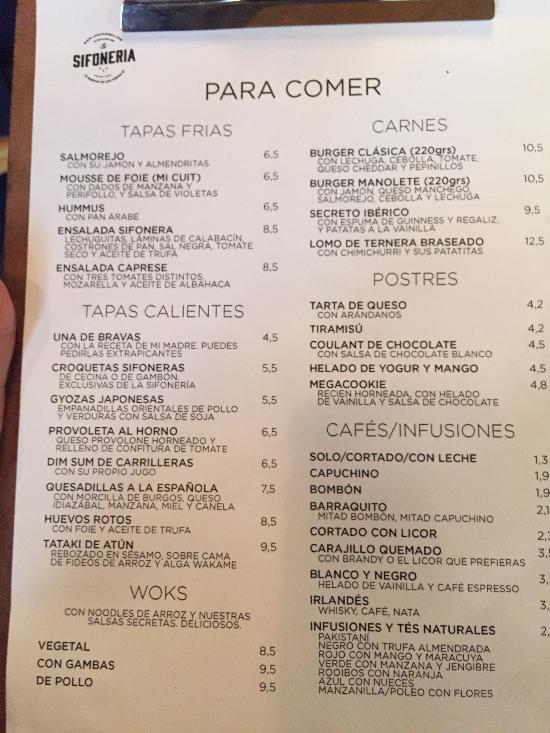 SIFONERIA
PARA COMER
TAPAS FRIAS
SALMOREJO 6,5
CON SU JAMÓN Y ALMENDRITAS
MOUSSE DE FOIE (MI CUIT) 6,5
CON DADOS DE MANZANA Y
PERIFOLLO, Y SALSA DE VIOLETAS
HUMMUS 6,5
CON PAN ÁRABE
ENSALADA SIFONERA 8,5
LECHUGUITAS, LÁMINAS DE CALABACÍN,
COSTRONES DE PAN, SAL NEGRA, TOMATE
SECO Y ACEITE DE TRUFA
ENSALADA CAPRESE 8,5
CON TRES TOMATES DISTINTOS,
MOZARELLA Y ACEITE DE ALBAHACA
TAPAS CALIENTES
UNA DE BRAVAS 4,5
CON LA RECETA DE MI MADRE. PUEDES
PEDIRLAS EXTRAPICANTES
CROQUETAS SIFONERAS 5,5
DE CECINA O DE GAMBÓN.
EXCLUSIVAS DE LA SIFONERÍA
GYOZAS JAPONESAS 5,5
EMPANADILLAS ORIENTALES DE POLLO
Y VERDURAS CON SALSA DE SOJA
PROVOLETA AL HORNO 6,5
QUESO PROVOLONE HORNEADO Y
RELLENO DE CONFITURA DE TOMATE
DIM SUM DE CARRILLERAS 6,5
CON SU PROPIO JUGO
QUESADILLAS A LA ESPAÑOLA 7,5
CON MORCILLA DE BURGOS, QUESO
IDIAZÁBAL, MANZANA, MIEL Y CANELA
HUEVOS ROTOS 8,5
CON FOIE Y ACEITE DE TRUFA
TATAKI DE ATÚN 9,5
REBOZADO EN SÉSAMO, SOBRE CAMA
DE FIDEOS DE ARROZ Y ALGA WAKAME
WOKS
CON NOODLES DE ARROZ Y NUESTRAS
SALSAS SECRETAS. DELICIOSOS.
VEGETAL 8,5
CON GAMBAS 9,5
DE POLLO 9,5
CARNES
BURGER CLÁSICA (220grs) 10,5
CON LECHUGA, CEBOLLA, TOMATE,
QUESO CHEDDAR Y PEPINILLOS
BURGER MANOLETE (220grs) 10,5
CON JAMÓN, QUESO MANCHEGO,
SALMOREJO, CEBOLLA Y LECHUGA
SECRETO IBÉRICO 9,5
CON ESPUMA DE GUINNESS Y REGALIZ,
Y PATATAS A LA VAINILLA
LOMO DE TERNERA BRASEADO 12,5
CON CHIMICHURRI Y SUS PATATITAS
POSTRES
TARTA DE QUESO 4,2
CON ARÁNDANOS
TIRAMISÚ 4,2
COULANT DE CHOCOLATE 4,5
CON SALSA DE CHOCOLATE BLANCO
HELADO DE YOGUR Y MANGO 4,5
MEGACOOKIE 4,8
RECIEN HORNEADA, CON HELADO
DE VAINILLA Y SALSA DE CHOCOLATE
CAFÉS/INFUSIONES
SOLO/CORTADO/CON LECHE 1,3
CAPUCHINO 1,9
BOMBÓN 1,9
BARRAQUITO 2,
MITAD BOMBÓN, MITAD CAPUCHINO
CORTADO CON LICOR 2,
CARAJILLO QUEMADO 3,
CON BRANDY O EL LICOR QUE PREFIERAS
BLANCO Y NEGRO 3,
HELADO DE VAINILLA Y CAFÉ ESPRESSO
IRLANDÉS 3,
WHISKY, CAFÉ, NATA
INFUSIONES Y TÉS NATURALES 2,
PAKISTANÍ
NEGRO CON TRUFA ALMENDRADA
ROJO CON MANGO Y MARACUYA
VERDE CON MANZANA Y JENGIBRE
ROOIBOS CON NARANJA
AZUL CON NUECES
MANZANILLA/POLEO CON FLORES